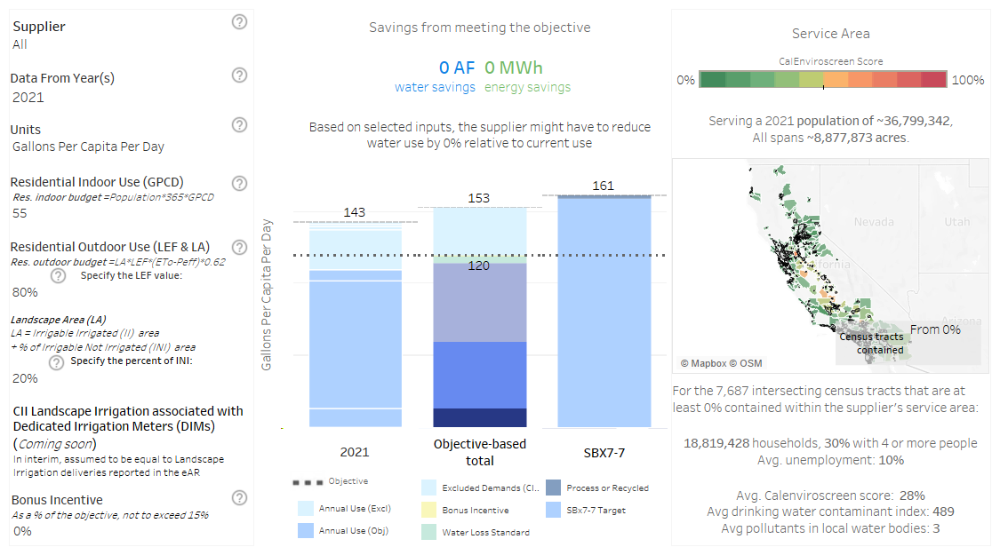 Supplier
?
All
Data From Year(s)
?
2021
Units
?
Gallons Per Capita Per Day
Residential Indoor Use (GPCD)
?
Res. indoor budget =Population*365*GPCD
55
Residential Outdoor Use (LEF & LA)
?
Res. outdoor budget =LA*LEF*(ETo-Peff)*0.62
?
Specify the LEF value:
80%
Landscape Area (LA)
LA = Irrigable Irrigated (II) area
+ % of Irrigable Not Irrigated (INI) area
?
Specify the percent of INI:
20%
CII Landscape Irrigation associated with
Dedicated Irrigation Meters (DIMs)
(Coming soon)
In interim, assumed to be equal to Landscape
Irrigation deliveries reported in the eAR
Bonus Incentive
?
As a % of the objective, not to exceed 15%
0%
Savings from meeting the objective
0 AF 0 MWh
water savings energy savings
Based on selected inputs, the supplier might have to reduce
water use by 0% relative to current use
Gallons Per Capita Per Day
143
153
161
120
2021
Objective-based
total
SBX7-7
Objective
Annual Use (Excl)
Annual Use (Obj)
Excluded Demands (CI..
Bonus Incentive
Water Loss Standard
Process or Recycled
SBx7-7 Target
Service Area
CalEnviroscreen Score
0%
100%
Serving a 2021 population of ~36,799,342,
All spans ~8,877,873 acres.
Nevada
Utah
California
Arizona
From 0%
Census tracts
contained
© Mapbox © OSM
For the 7,687 intersecting census tracts that are at
least 0% contained within the supplier's service area:
18,819,428 households, 30% with 4 or more people
Avg. unemployment: 10%
Avg. Calenviroscreen score: 28%
Avg drinking water contaminant index: 489
Avg pollutants in local water bodies: 3